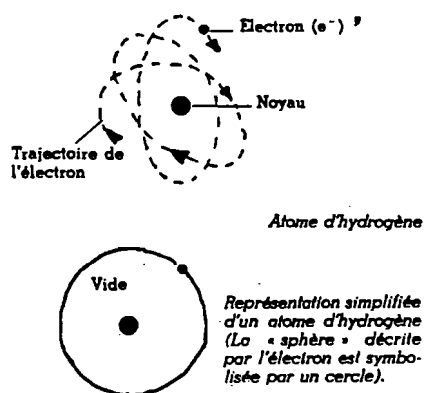 Électron (e⁻)
Noyau
Trajectoire de
l'électron
Atome d'hydrogène
Vide
Représentation simplifiée
d'un atome d'hydrogène
(La « sphère » décrite
par l'électron est symbo-
lisée par un cercle).